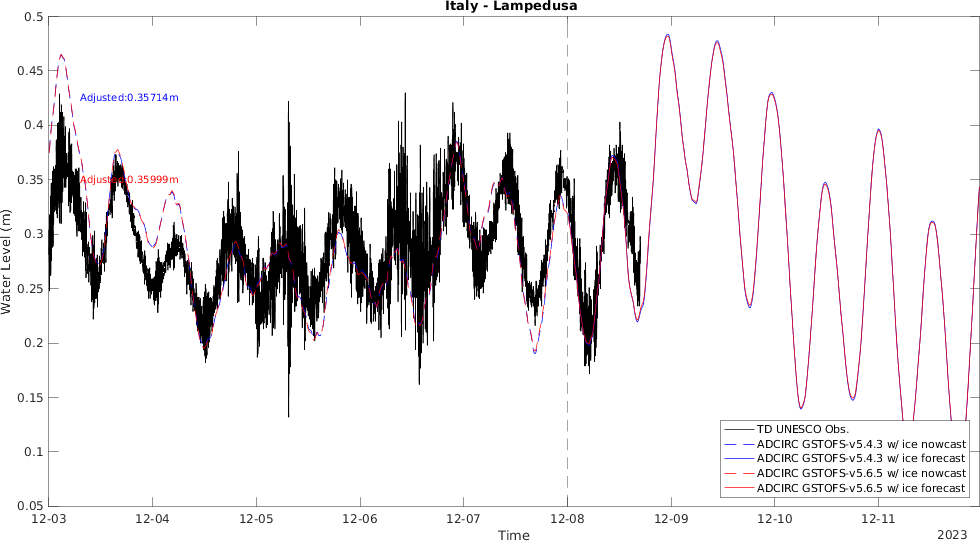 Italy - Lampedusa
0.5
0.45
0.4
0.35
0.3
0.25
0.2
0.15
0.1
0.05
Water Level (m)
Adjusted:0.35714m
Adjusted:0.35999m
TD UNESCO Obs.
ADCIRC GSTOFS-v5.4.3 w/ ice nowcast
ADCIRC GSTOFS-v5.4.3 w/ ice forecast
ADCIRC GSTOFS-v5.6.5 w/ ice nowcast
ADCIRC GSTOFS-v5.6.5 w/ ice forecast
12-03 12-04 12-05 12-06 12-07 12-08 12-09 12-10 12-11
Time
2023